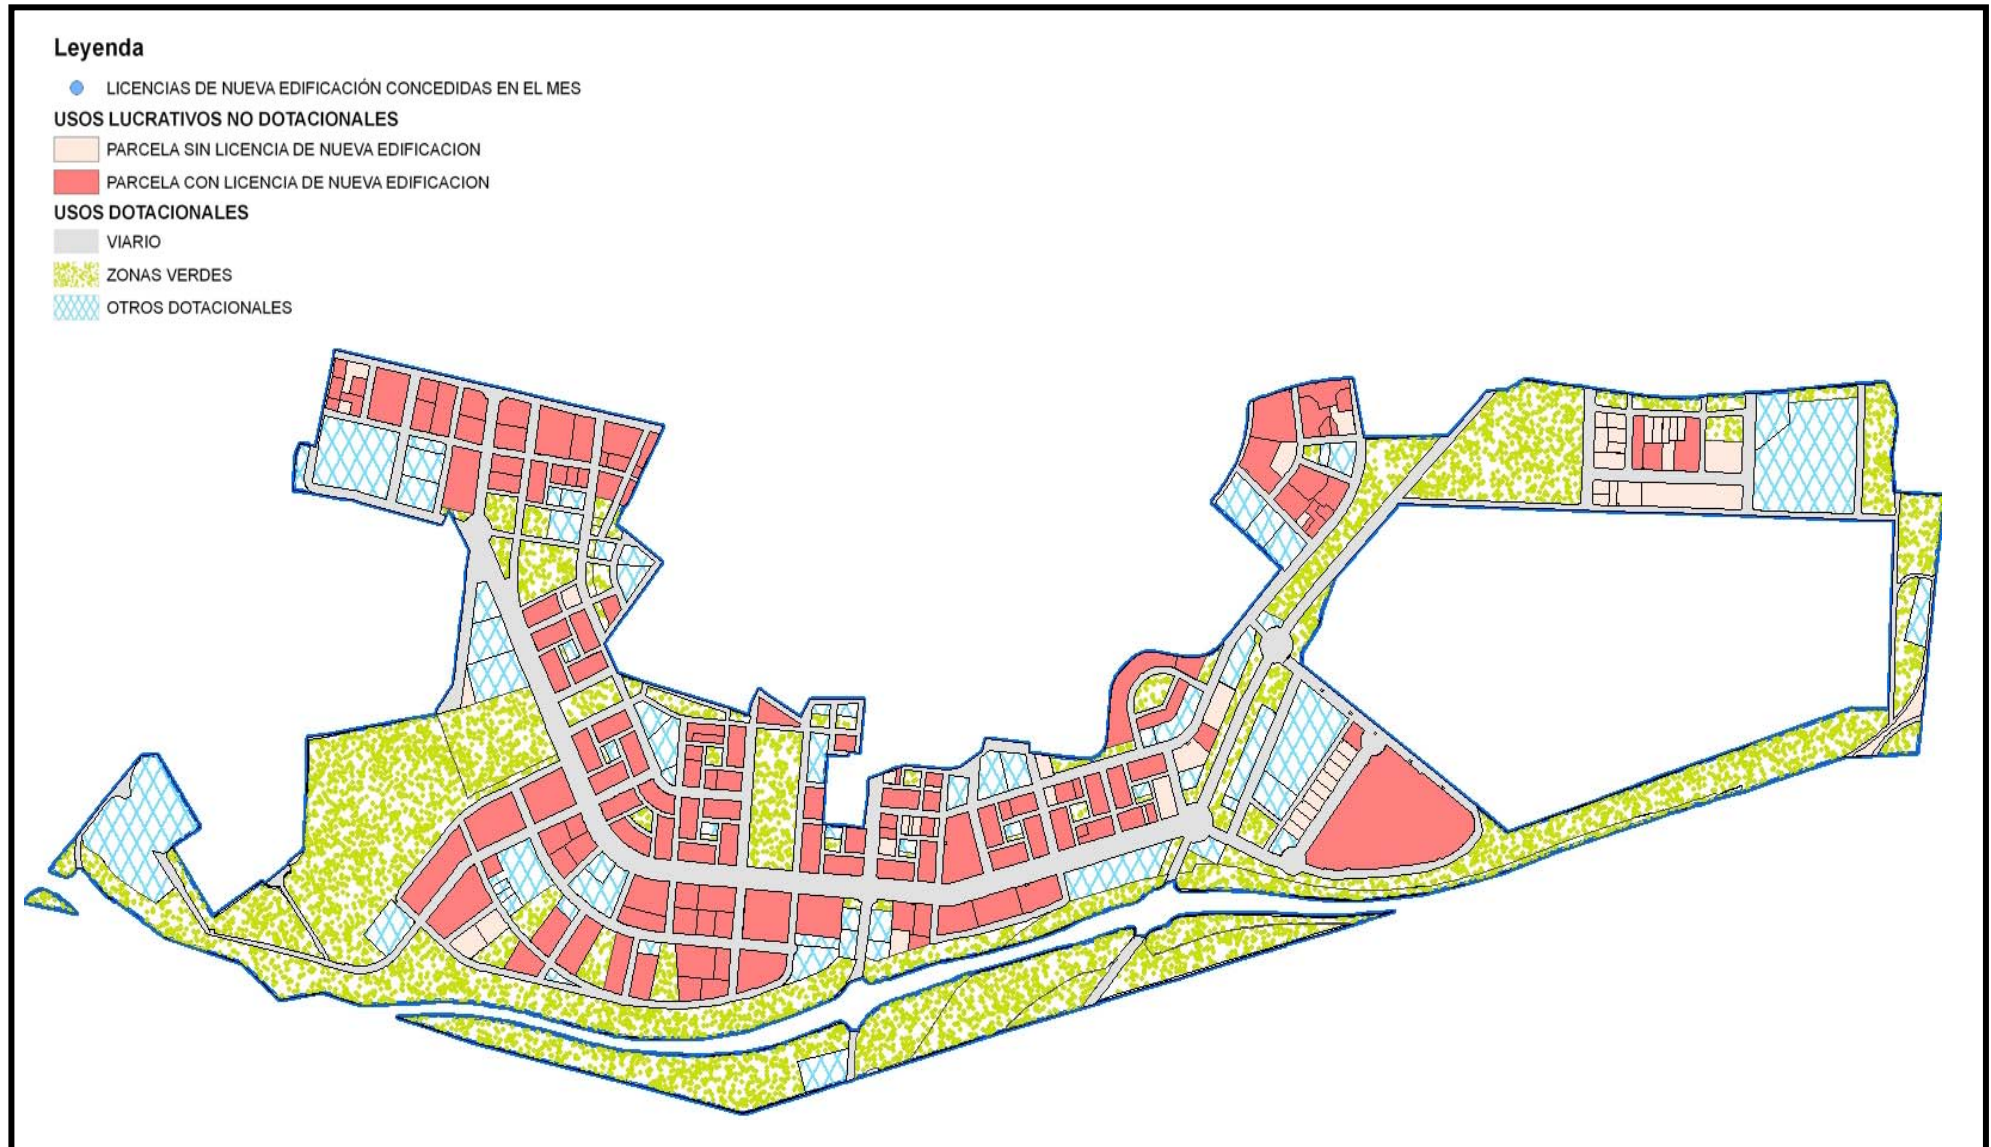 Leyenda
LICENCIAS DE NUEVA EDIFICACIÓN CONCEDIDAS EN EL MES
USOS LUCRATIVOS NO DOTACIONALES
PARCELA SIN LICENCIA DE NUEVA EDIFICACION
PARCELA CON LICENCIA DE NUEVA EDIFICACION
USOS DOTACIONALES
VIARIO
ZONAS VERDES
OTROS DOTACIONALES